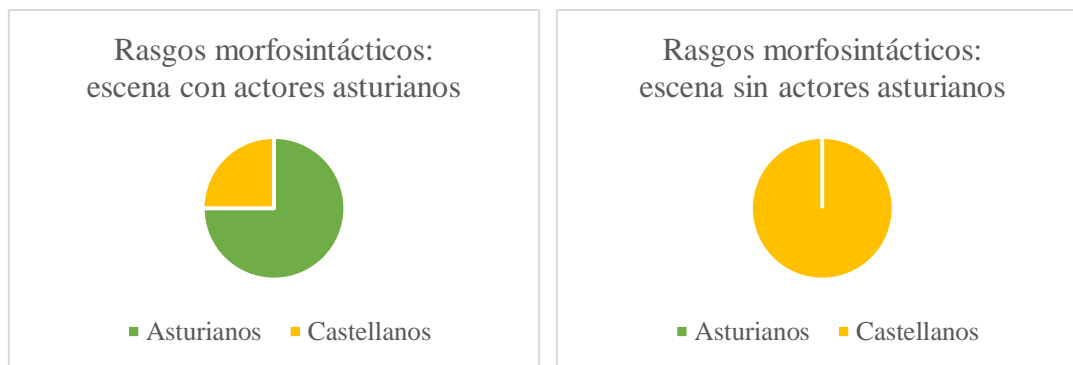 Rasgos morfosintácticos:
escena con actores asturianos
Asturianos Castellanos
Rasgos morfosintácticos:
escena sin actores asturianos
Asturianos Castellanos